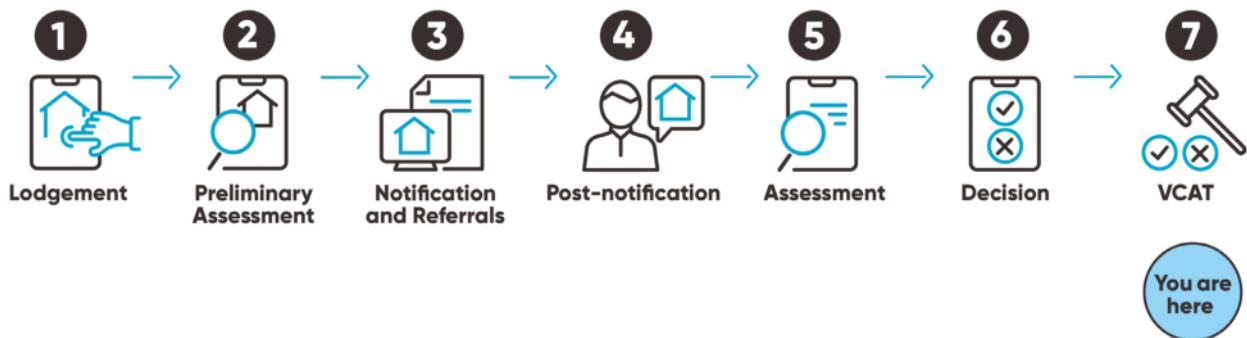 1
2
3
4
5
6
7
Lodgement
Preliminary
Assessment
Notification
and Referrals
Post-notification
Assessment
Decision
VCAT
You are
here